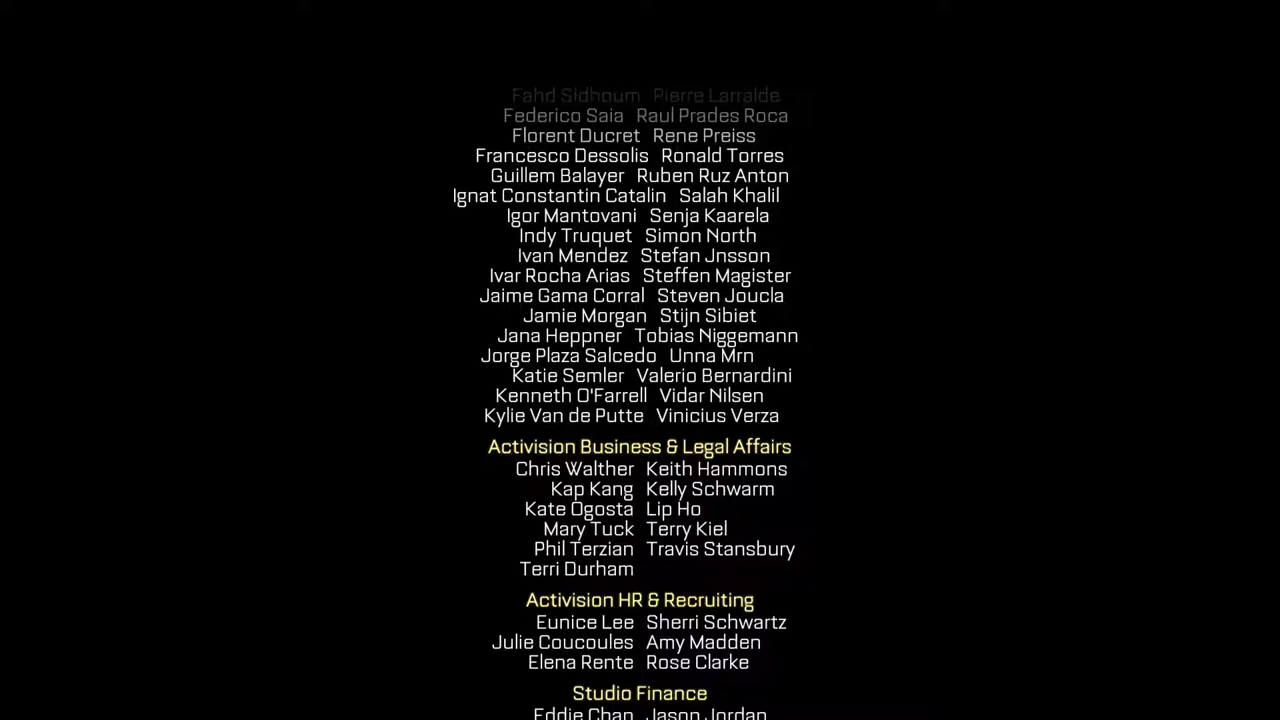 Fahd Sidhoum Pierre Larralde
Federico Saia Raul Prades Roca
Florent Ducret Rene Preiss
Francesco Dessolis Ronald Torres
Guillem Balayer Ruben Ruz Anton
Ignat Constantin Catalin Salah Khalil
Igor Mantovani Senja Kaarela
Indy Truquet Simon North
Ivan Mendez Stefan Jnsson
Ivar Rocha Arias Steffen Magister
Jaime Gama Corral Steven Joucla
Jamie Morgan Stijn Sibiet
Jana Heppner Tobias Niggemann
Jorge Plaza Salcedo Unna Mrn
Katie Semler Valerio Bernardini
Kenneth O'Farrell Vidar Nilsen
Kylie Van de Putte Vinicius Verza
Activision Business & Legal Affairs
Chris Walther Keith Hammons
Kap Kang Kelly Schwarm
Kate Ogosta Lip Ho
Mary Tuck Terry Kiel
Phil Terzian Travis Stansbury
Terri Durham
Activision HR & Recruiting
Eunice Lee Sherri Schwartz
Julie Coucoules Amy Madden
Elena Rente Rose Clarke
Studio Finance
Eddie Chan Jason Jordan